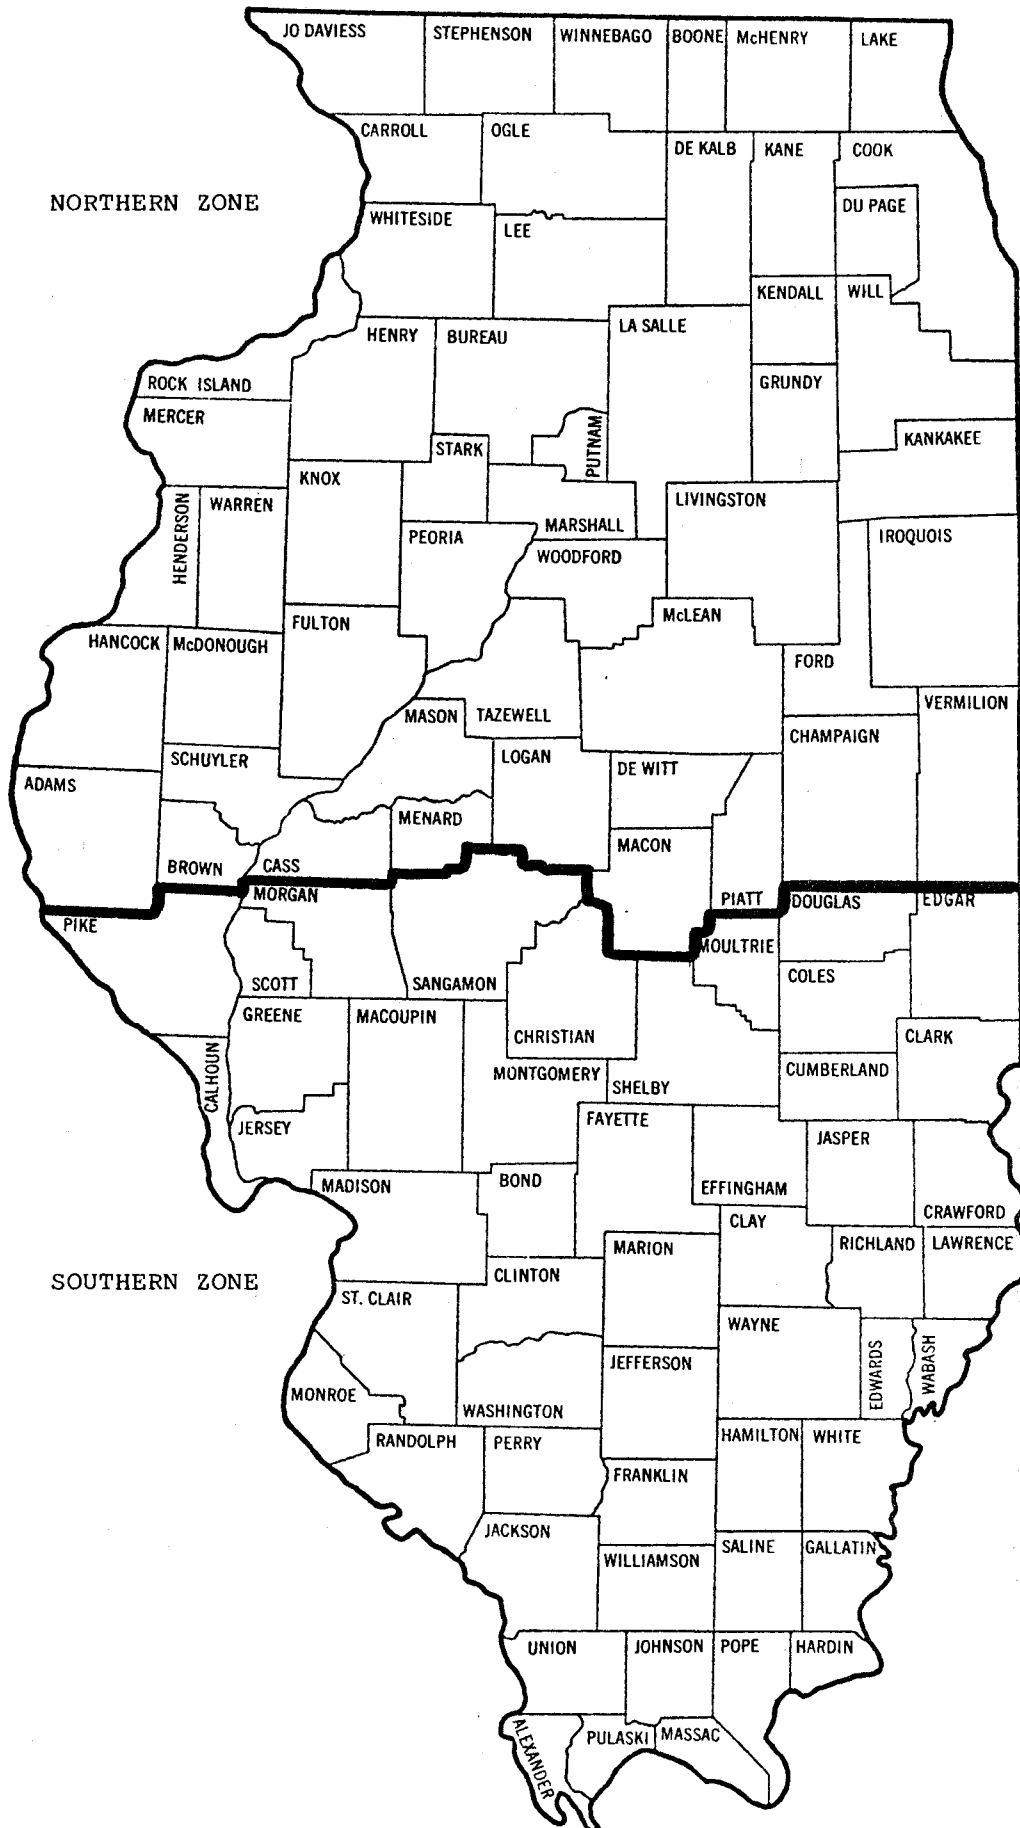 JO DAVIESS
STEPHENSON
WINNEBAGO
BOONE
McHENRY
LAKE
CARROLL
OGLE
DE KALB
KANE
COOK
NORTHERN ZONE
WHITESIDE
LEE
DU PAGE
KENDALL
WILL
HENRY
BUREAU
LA SALLE
ROCK ISLAND
GRUNDY
MERCER
STARK
PUTNAM
KANKAKEE
KNOX
HENDERSON
WARREN
LIVINGSTON
PEORIA
MARSHALL
WOODFORD
IROQUOIS
FULTON
McLEAN
HANCOCK
McDONOUGH
FORD
VERMILION
MASON
TAZEWELL
CHAMPAIGN
SCHUYLER
LOGAN
DE WITT
ADAMS
MENARD
MACON
BROWN
CASS
MORGAN
PIATT
DOUGLAS
EDGAR
PIKE
MOULTRIE
SCOTT
SANGAMON
COLES
GREENE
MACOUPIN
CHRISTIAN
CLARK
CALHOUN
MONTGOMERY
SHELBY
CUMBERLAND
JERSEY
FAYETTE
JASPER
MADISON
BOND
EFFINGHAM
CLAY
CRAWFORD
MARION
RICHLAND
LAWRENCE
SOUTHERN ZONE
CLINTON
ST. CLAIR
WAYNE
JEFFERSON
EDWARDS
WABASH
MONROE
WASHINGTON
RANDOLPH
PERRY
HAMILTON
WHITE
FRANKLIN
JACKSON
WILLIAMSON
SALINE
GALLATIN
UNION
JOHNSON
POPE
HARDIN
ALEXANDER
PULASKI
MASSAC